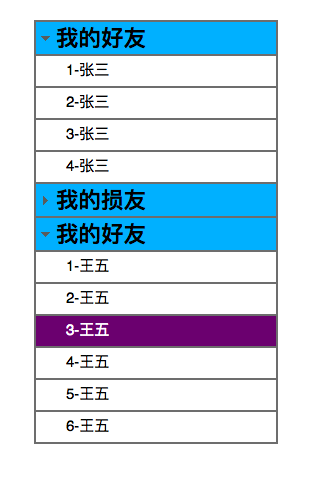 我的好友
1-张三
2-张三
3-张三
4-张三
我的损友
我的好友
1-王五
2-王五
3-王五
4-王五
5-王五
6-王五